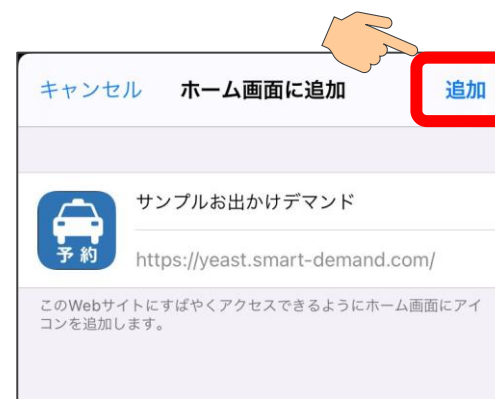 キャンセル ホーム画面に追加 追加
サンプルお出かけデマンド
予約
https://yeast.smart-demand.com/
このWebサイトにすばやくアクセスできるようにホーム画面にアイ
コンを追加します。